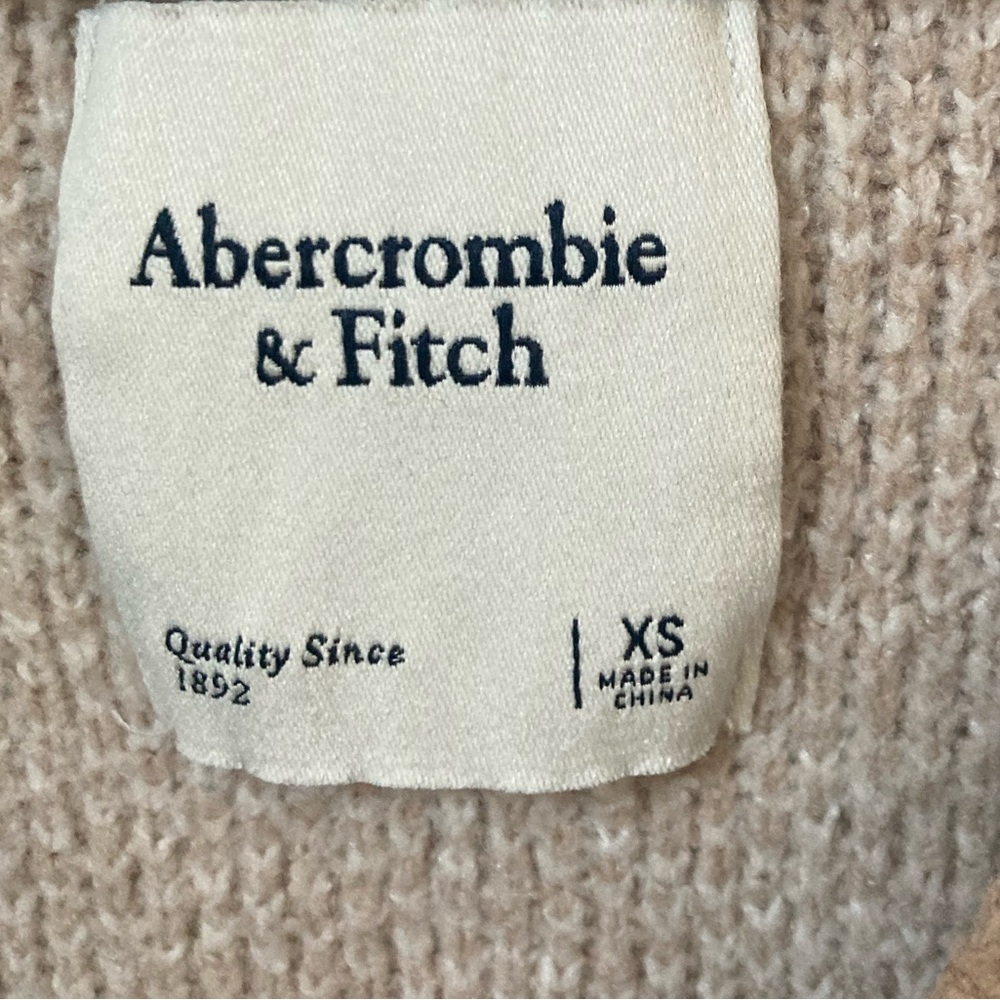 Abercrombie
& Fitch
Quality Since
1892
XS
MADE IN
CHINA